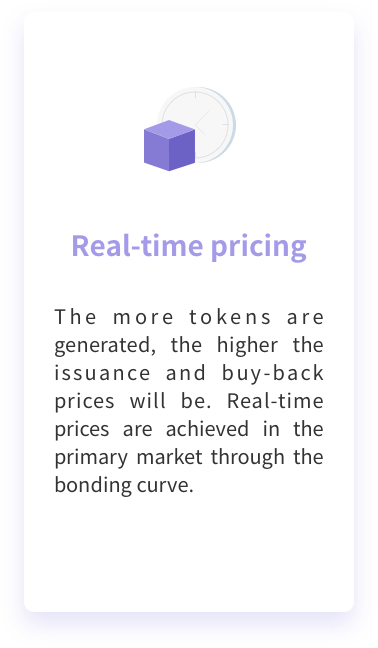 Real-time pricing
The more tokens are
generated, the higher the
issuance and buy-back
prices will be. Real-time
prices are achieved in the
primary market through the
bonding curve.